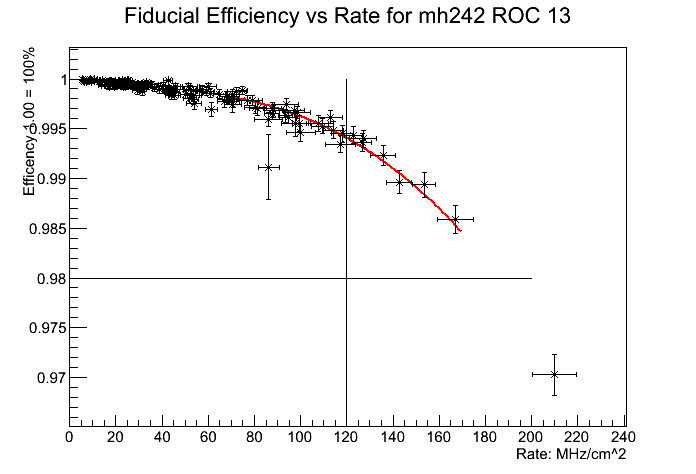 Fiducial Efficiency vs Rate for mh242 ROC 13
Efficency 1.00 = 100%
1
0.995
0.99
0.985
0.98
0.975
0.97
0 20 40 60 80 100 120 140 160 180 200 220 240
Rate: MHz/cm^2